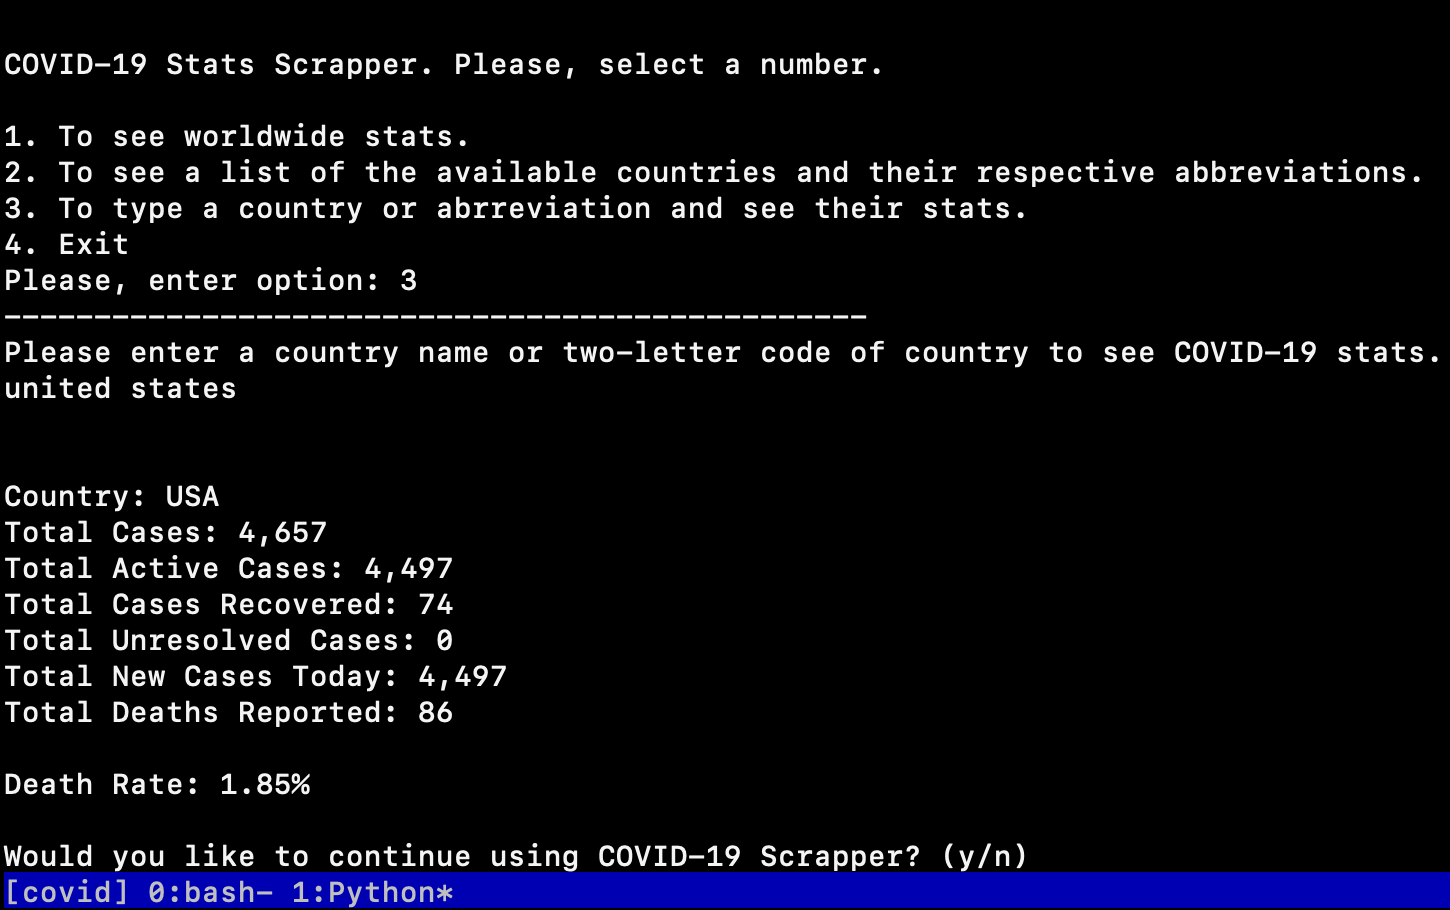 COVID-19 Stats Scrapper. Please, select a number.
1. To see worldwide stats.
2. To see a list of the available countries and their respective abbreviations.
3. To type a country or abrreviation and see their stats.
4. Exit
Please, enter option: 3
------------------------------------------------
Please enter a country name or two-letter code of country to see COVID-19 stats.
united states
Country: USA
Total Cases: 4,657
Total Active Cases: 4,497
Total Cases Recovered: 74
Total Unresolved Cases: 0
Total New Cases Today: 4,497
Total Deaths Reported: 86
Death Rate: 1.85%
Would you like to continue using COVID-19 Scrapper? (y/n)
[covid] 0:bash- 1:Python*